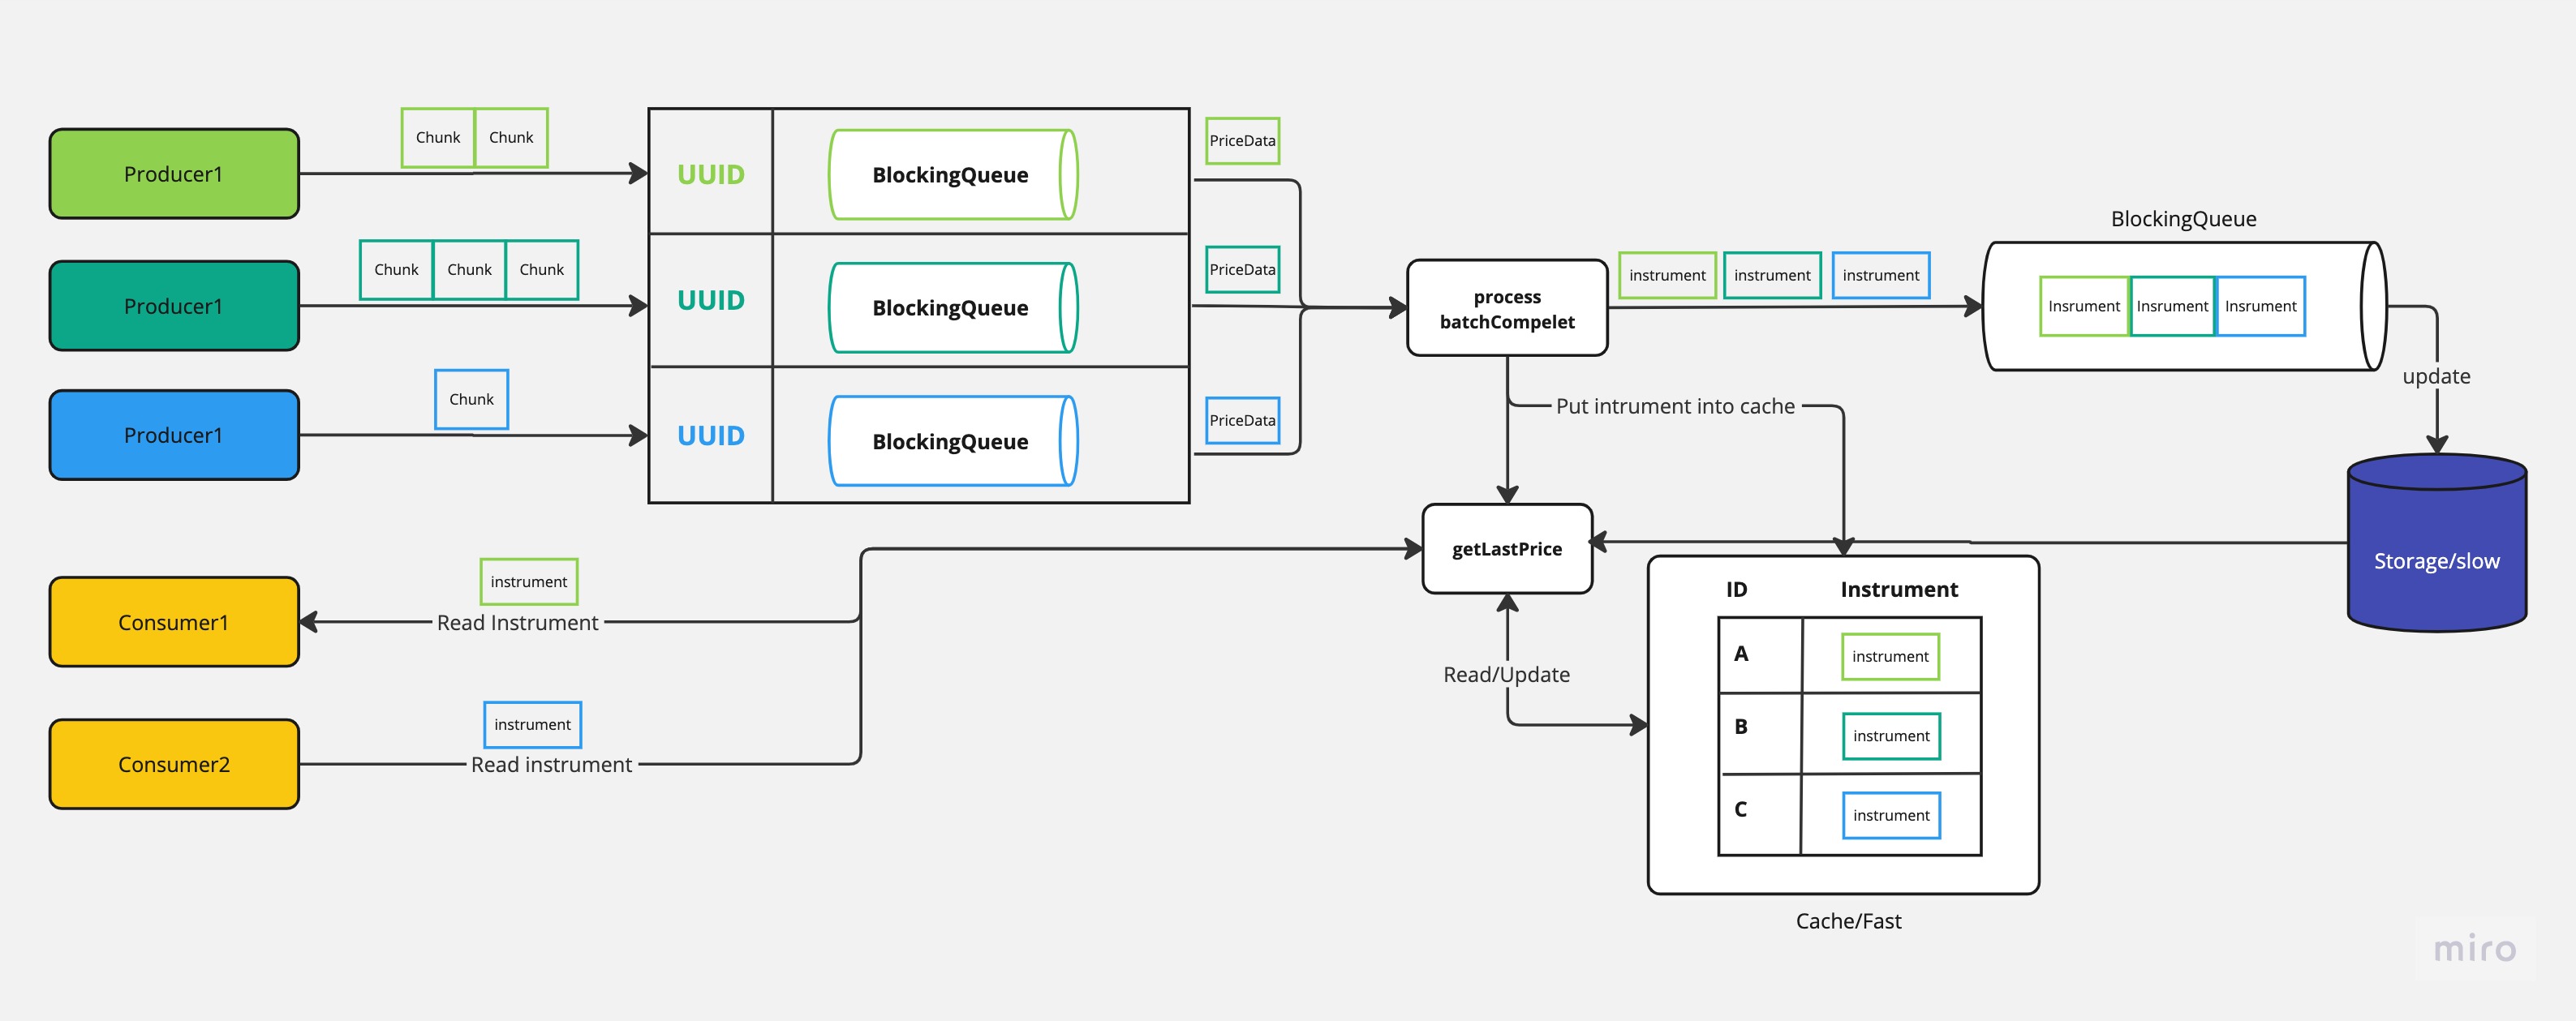 Chunk Chunk
Producer1
UUID
BlockingQueue
PriceData
Chunk Chunk Chunk
Producer1
UUID
BlockingQueue
PriceData
Chunk
Producer1
UUID
BlockingQueue
PriceData
process
batchCompelet
instrument instrument instrument
BlockingQueue
Insrument Insrument Insrument
update
Put intrument into cache
getLastPrice
Storage/slow
instrument
Consumer1
Read Instrument
instrument
Consumer2
Read instrument
Read/Update
ID Instrument
A instrument
B instrument
C instrument
Cache/Fast
miro